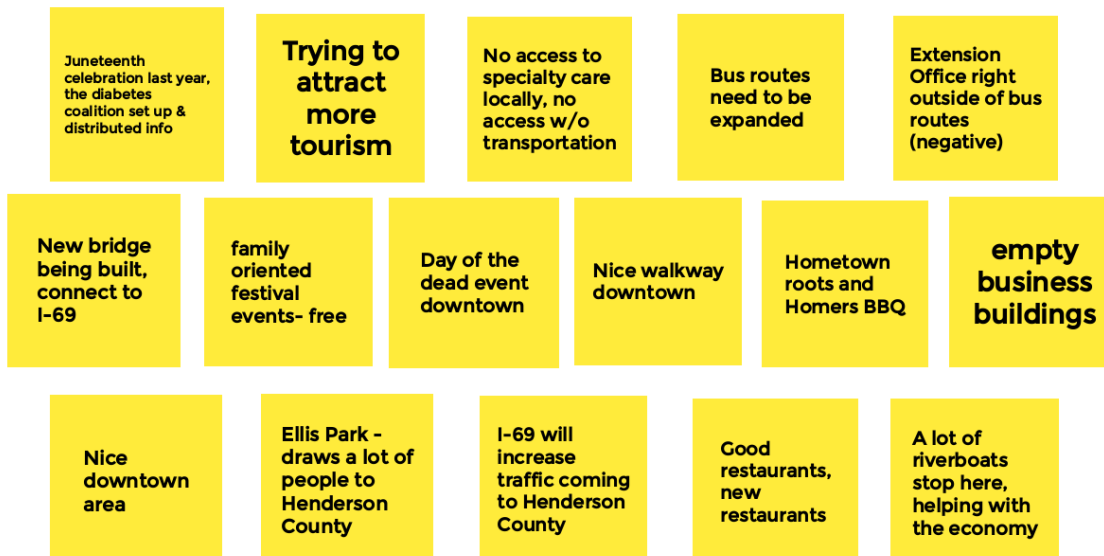 Juneteenth
celebration last year,
the diabetes
coalition set up &
distributed info
Trying to
attract
more
tourism
No access to
specialty care
locally, no
access w/o
transportation
Bus routes
need to be
expanded
Extension
Office right
outside of bus
routes
(negative)
New bridge
being built,
connect to
I-69
family
oriented
festival
events- free
Day of the
dead event
downtown
Nice walkway
downtown
Hometown
roots and
Homers BBQ
empty
business
buildings
Nice
downtown
area
Ellis Park -
draws a lot of
people to
Henderson
County
I-69 will
increase
traffic coming
to Henderson
County
Good
restaurants,
new
restaurants
A lot of
riverboats
stop here,
helping with
the economy